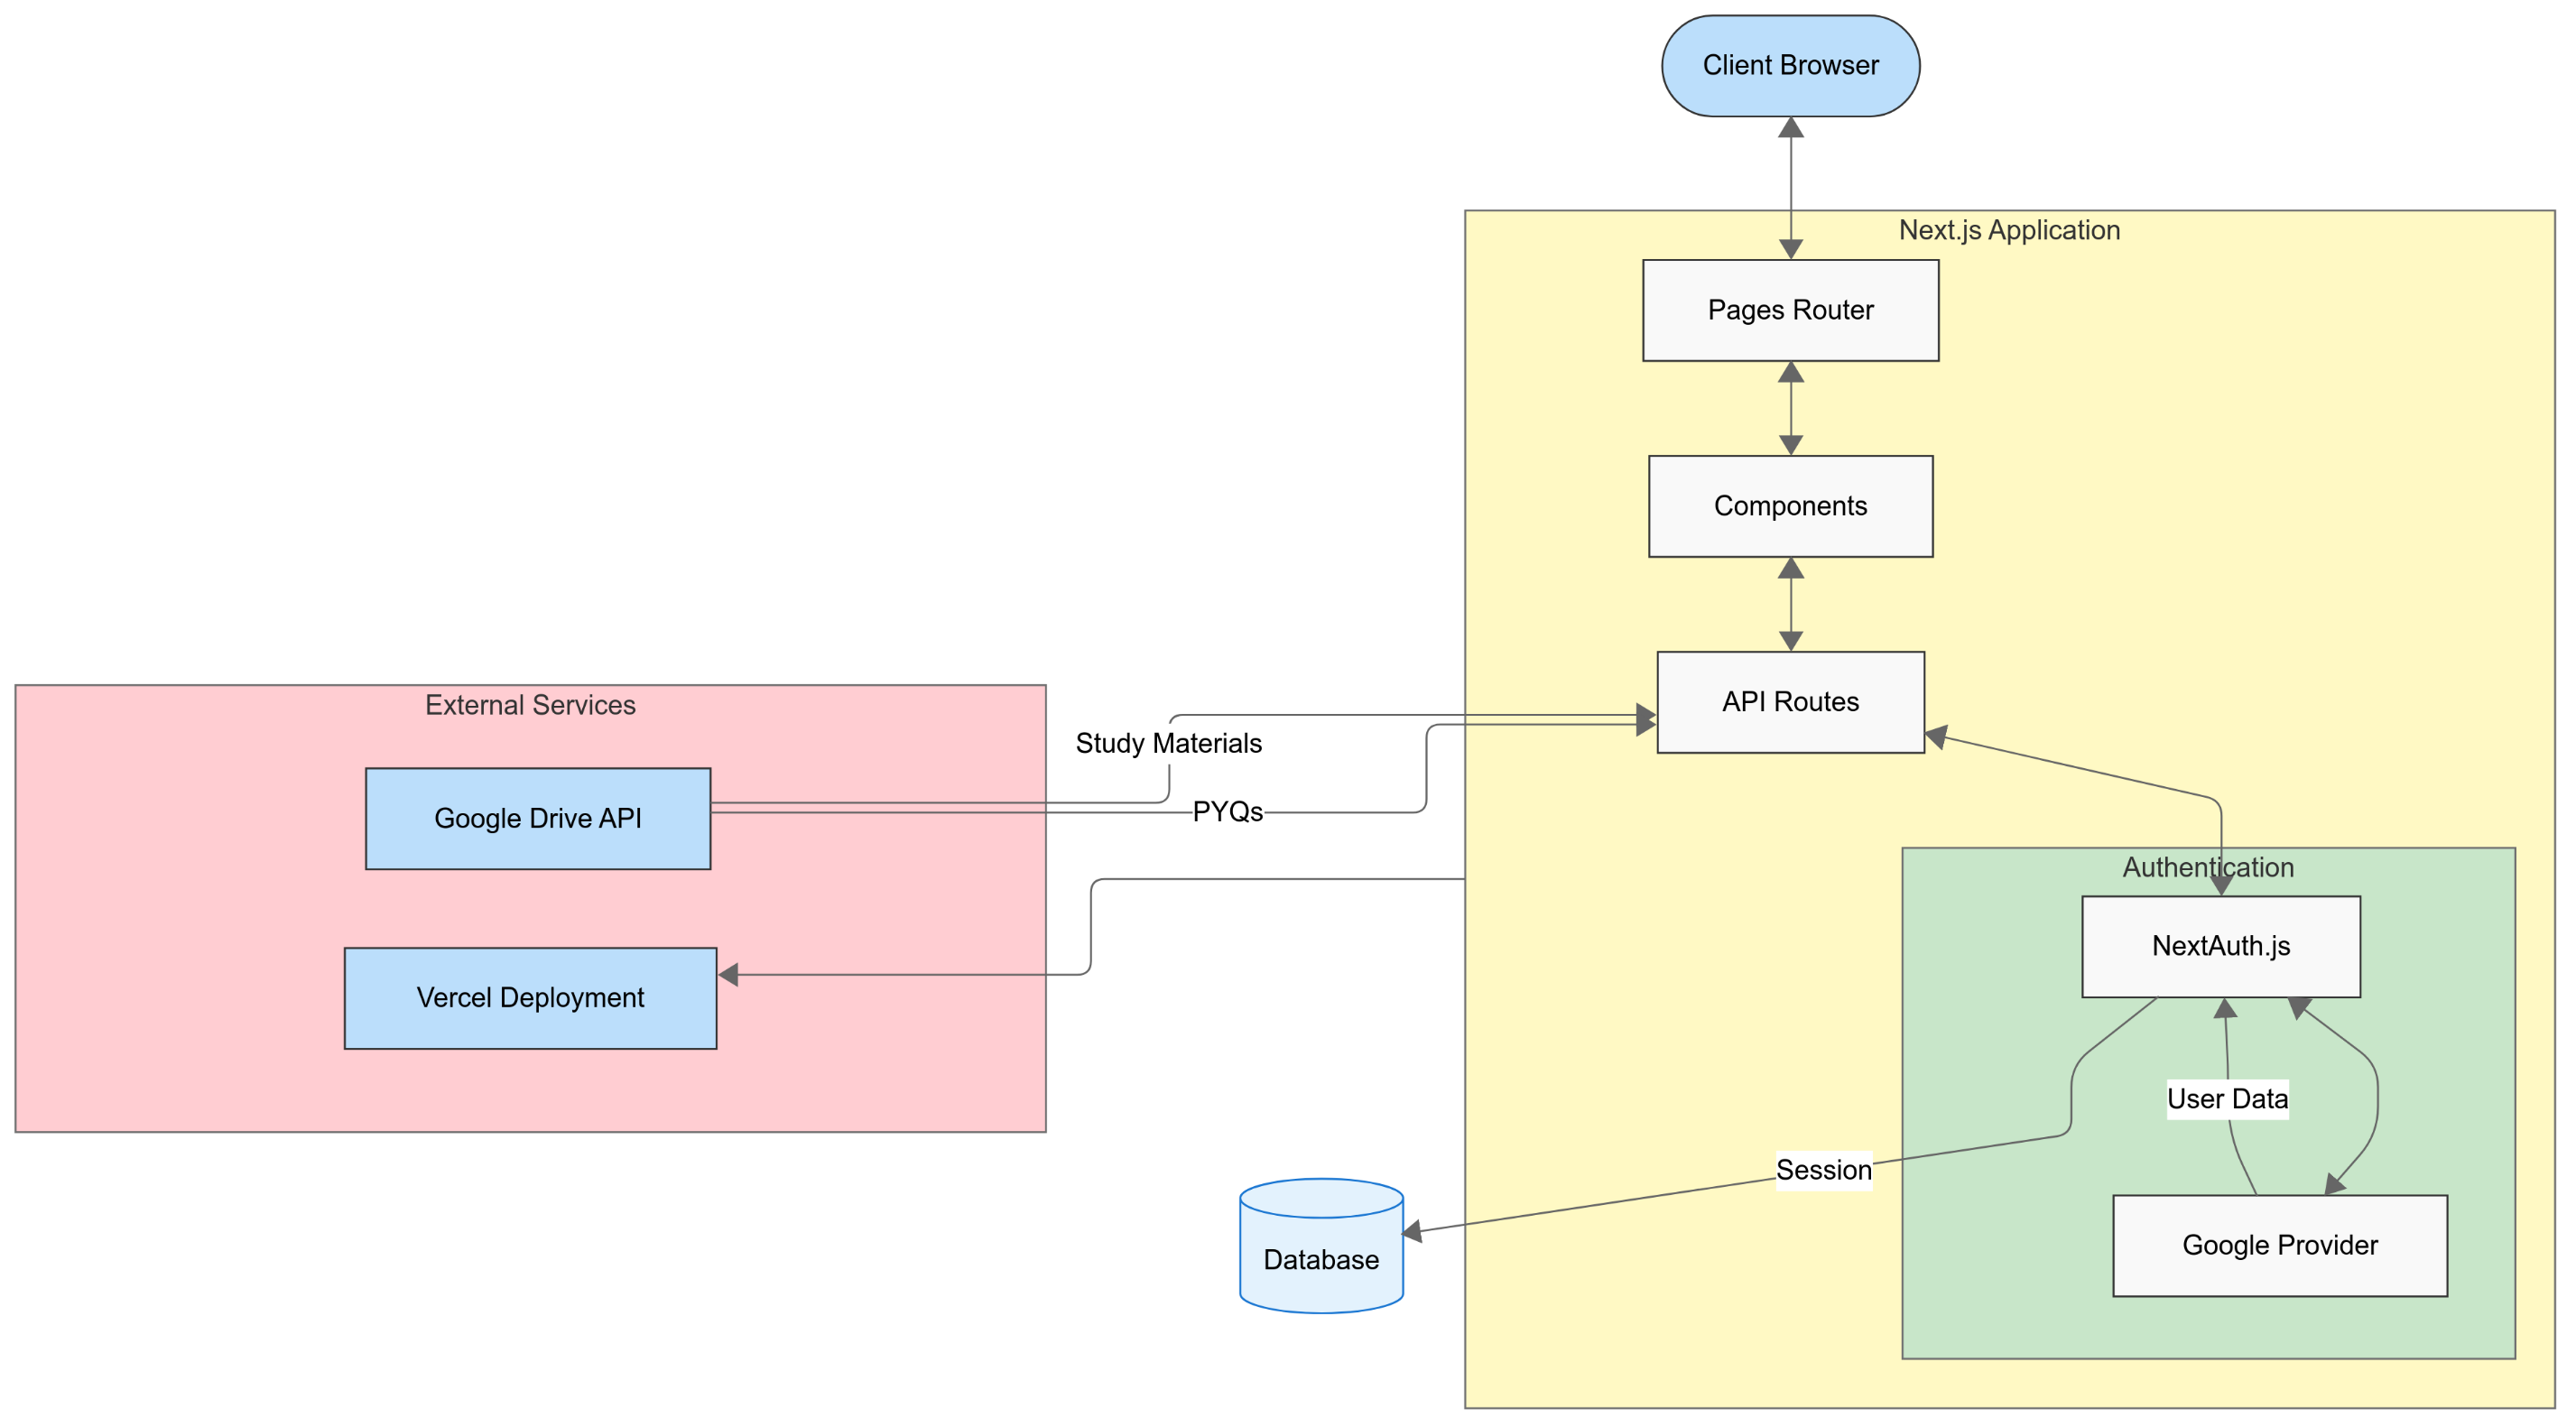 Client Browser
Next.js Application
Pages Router
Components
API Routes
External Services
Study Materials
Google Drive API
PYQs
Authentication
NextAuth.js
Vercel Deployment
User Data
Session
Google Provider
Database